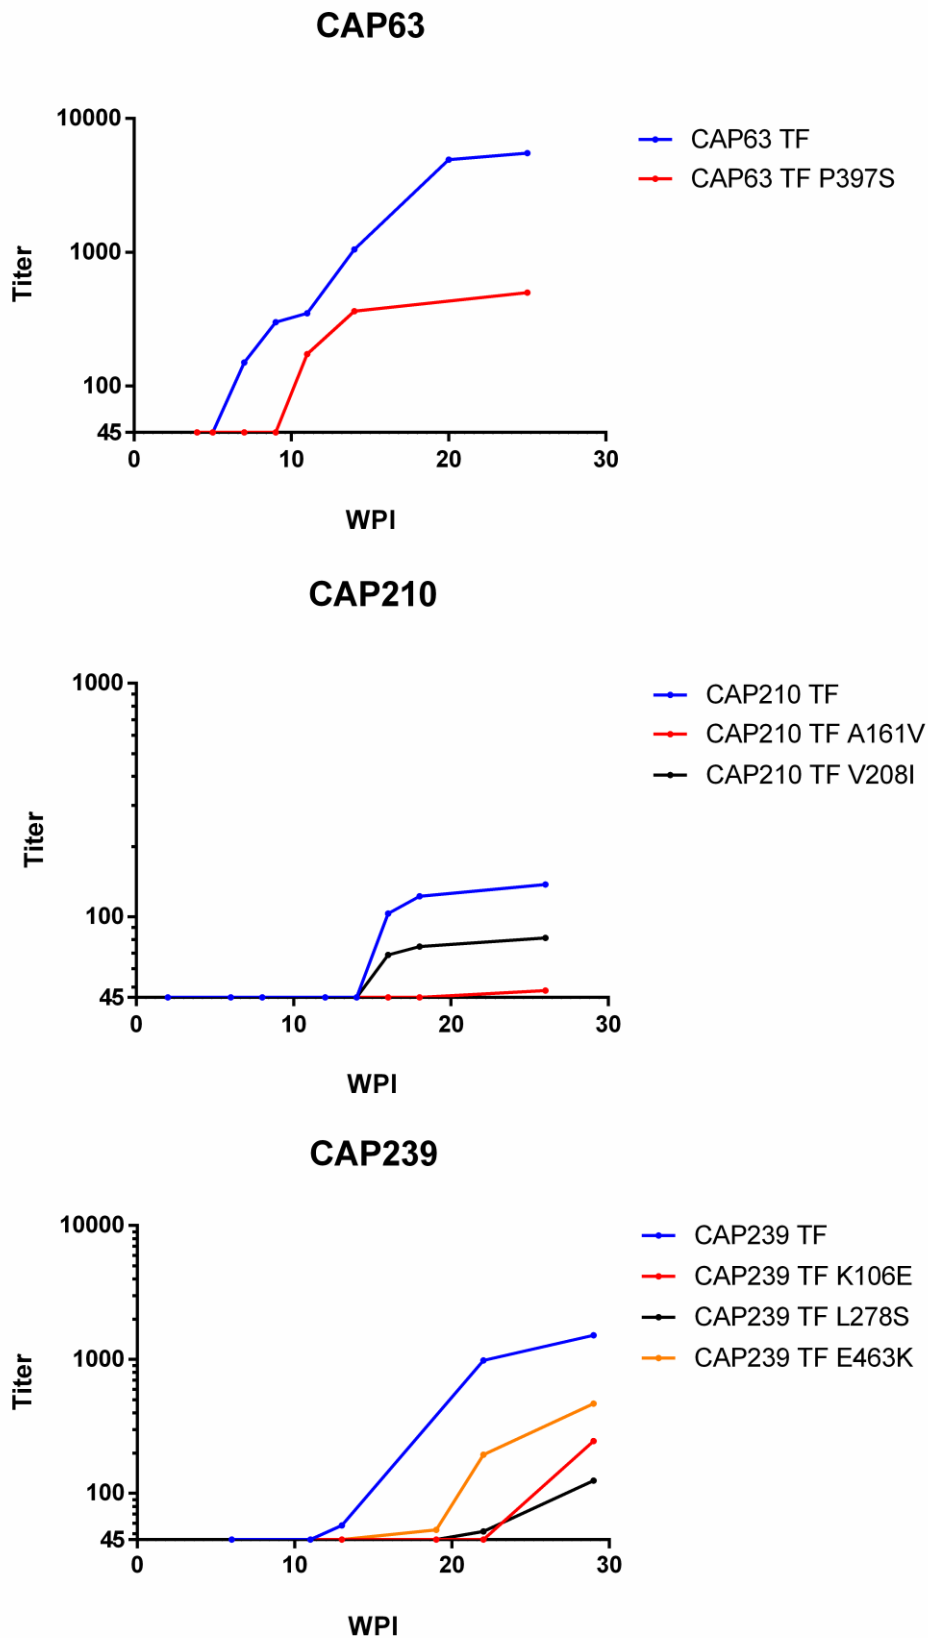 CAP63
10000
1000
100
45
0 10 20 30
Titer
WPI
CAP63 TF
CAP63 TF P397S
CAP210
1000
100
45
0 10 20 30
Titer
WPI
CAP210 TF
CAP210 TF A161V
CAP210 TF V208I
CAP239
10000
1000
100
45
0 10 20 30
Titer
WPI
CAP239 TF
CAP239 TF K106E
CAP239 TF L278S
CAP239 TF E463K